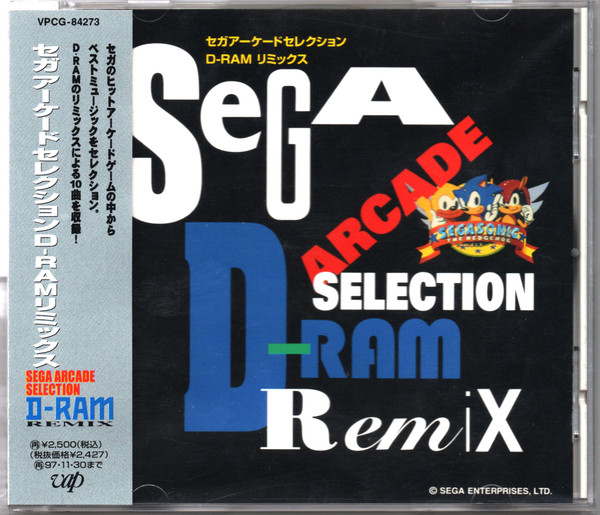 VPCG-84273
セガのヒットアーケードゲームの中から
ベストミュージックをセレクション。
D-RAMのリミックスによる10曲を収録!
セガアーケードセレクションD-RAMリミックス
SEGA ARCADE
SELECTION
D-RAM
REMIX
再¥2,500(税込)
(税抜価格¥2,427)
再97・11・30まで
vap
セガアーケードセレクション
D-RAM リミックス
SeGA
ARCADE
SEGASONIC
THE HEDGEHOG
SELECTION
D-RAM
RemiX
© SEGA ENTERPRISES, LTD.